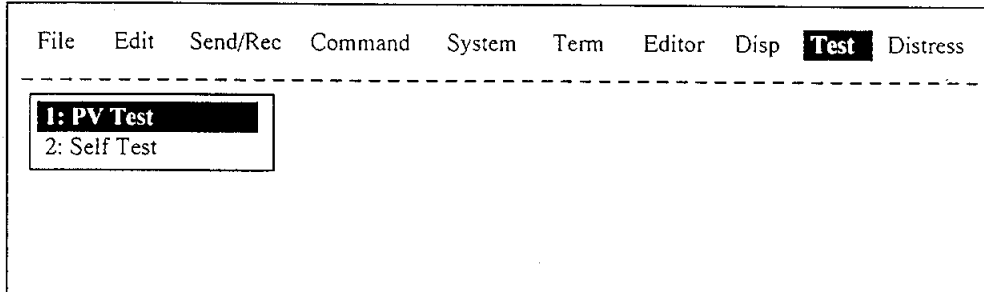 File Edit Send/Rec Command System Term Editor Disp Test Distress
1: PV Test
2: Self Test